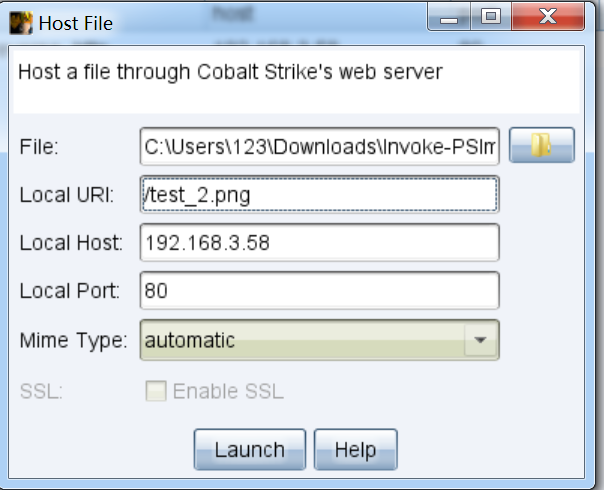 host
Host File
Host a file through Cobalt Strike's web server
File: C:\Users\123\Downloads\Invoke-PSIm
Local URI: /test_2.png
Local Host: 192.168.3.58
Local Port: 80
Mime Type: automatic
SSL: Enable SSL
Launch Help